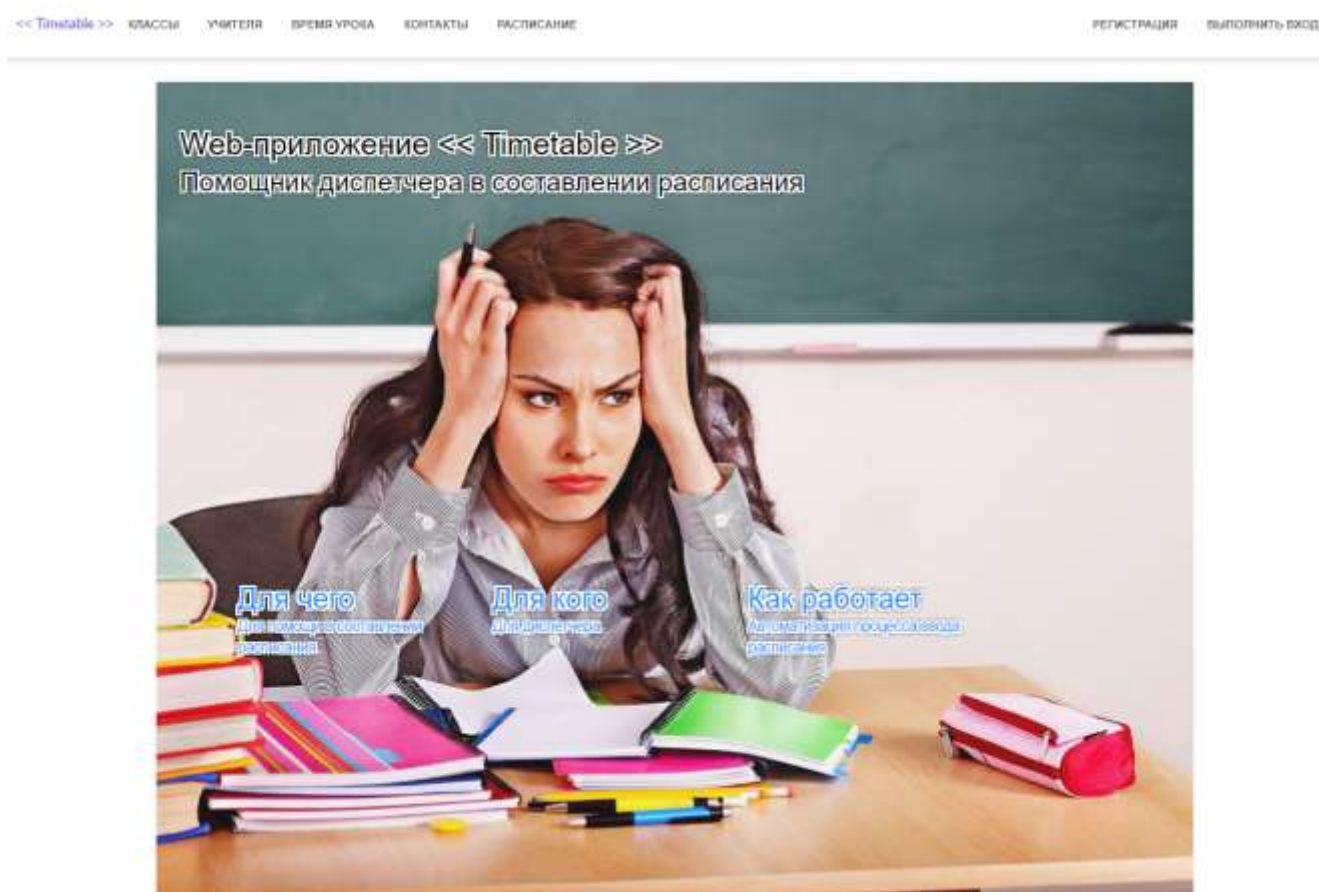 << Timetable >> КЛАССЫ УЧИТЕЛЯ ВРЕМЯ УРОКА КОНТАКТЫ РАСПИСАНИЕ РЕГИСТРАЦИЯ ВЫПОЛНИТЬ ВХОД
Web-приложение << Timetable >>
Помощник диспетчера в составлении расписания
Для чего Для кого Как работает
Для помощи в составлении Для диспетчера Автоматизация процесса ввода
расписания расписания